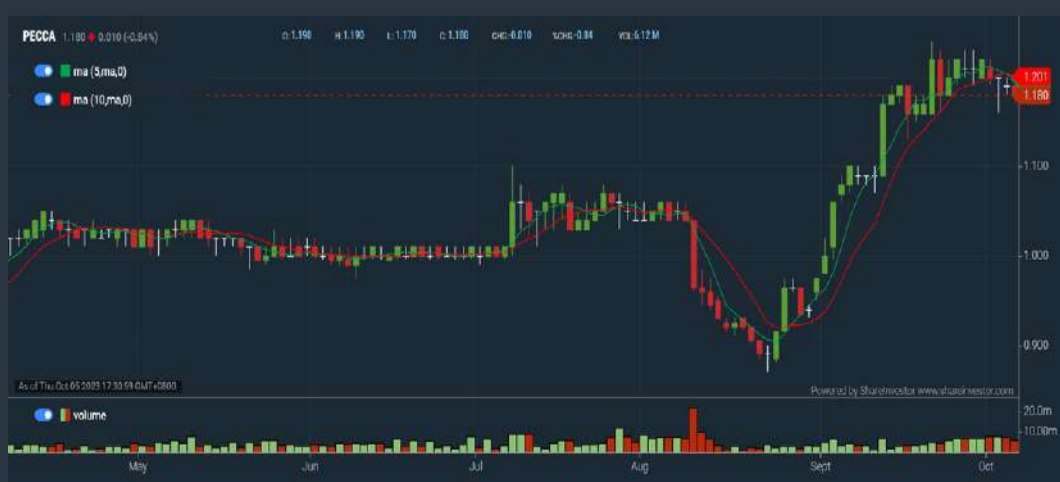 PECCA 1.180 0.010 (-0.84%) O:1.190 H:1.190 L:1.170 C:1.180 CHG:-0.010 %CHG:-0.84 VOL:6.12 M
ma (5,ma,0)
ma (10,ma,0)
1.201
1.180
1.100
1.000
0.900
As of Thu Oct 05 2023 17:30:59 GMT+0800
Powered by ShareInvestor www.shareinvestor.com
volume
20.0m
10.00m
May Jun Jul Aug Sept Oct